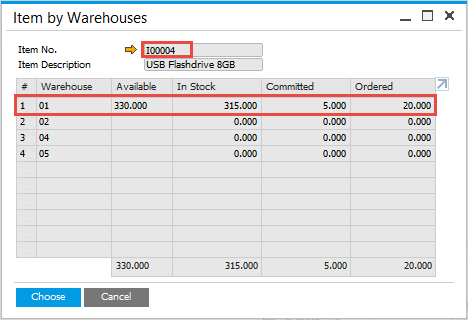 Item by Warehouses
Item No. I00004
Item Description USB Flashdrive 8GB
# Warehouse Available In Stock Committed Ordered
1 01 330.000 315.000 5.000 20.000
2 02 0.000 0.000 0.000
3 04 0.000 0.000 0.000
4 05 0.000 0.000 0.000
330.000 315.000 5.000 20.000
Choose Cancel